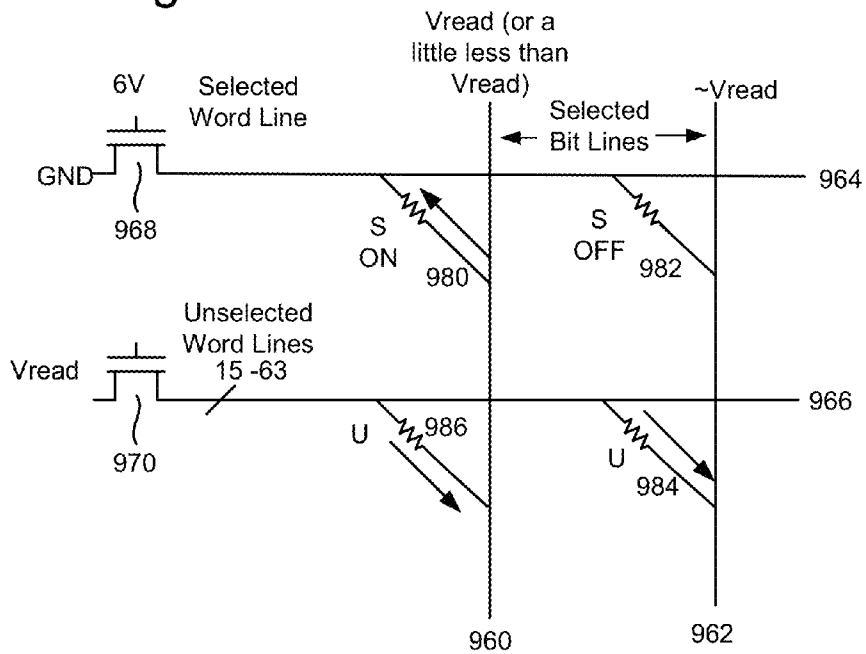 g
Vread (or a
little less than
Vread)
~Vread
6V
Selected
Word Line
Selected
Bit Lines
GND
964
968
S
ON
980
S
OFF
982
Unselected
Word Lines
15 -63
Vread
966
U
986
U
984
970
960
962